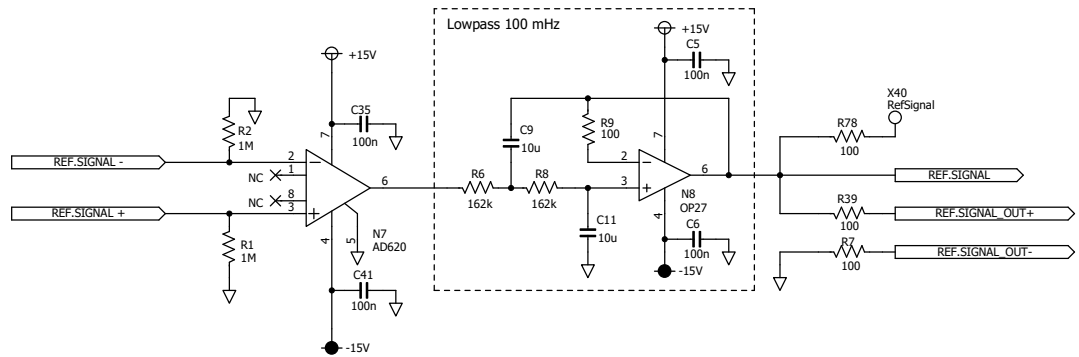 Lowpass 100 mHz
+15V
C5
100n
+15V
C35
100n
R2
1M
7
REF.SIGNAL -
2
NC
1
NC
8
REF.SIGNAL +
3
6
R1
1M
4
5
N7
AD620
C41
100n
-15V
C9
10u
R9
100
7
2
R6
162k
R8
162k
3
6
N8
OP27
C11
10u
4
C6
100n
-15V
X40
RefSignal
R78
100
REF.SIGNAL
R39
100
REF.SIGNAL_OUT+
R7
100
REF.SIGNAL_OUT-